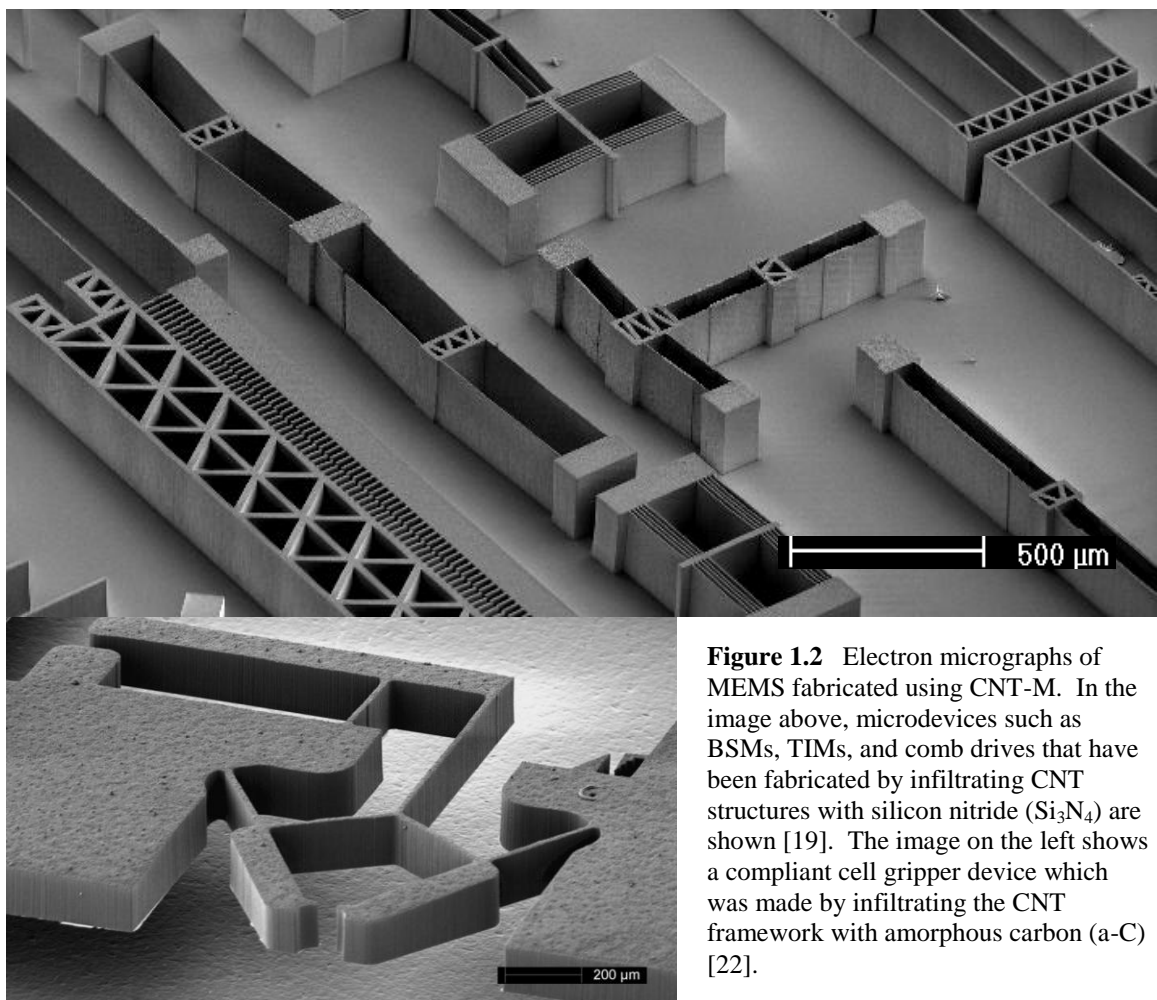 500 µm
Figure 1.2 Electron micrographs of
MEMS fabricated using CNT-M. In the
image above, microdevices such as
BSMs, TIMs, and comb drives that have
been fabricated by infiltrating CNT
structures with silicon nitride (Si₃N₄) are
shown [19]. The image on the left shows
a compliant cell gripper device which
was made by infiltrating the CNT
framework with amorphous carbon (a-C)
[22].
200 µm